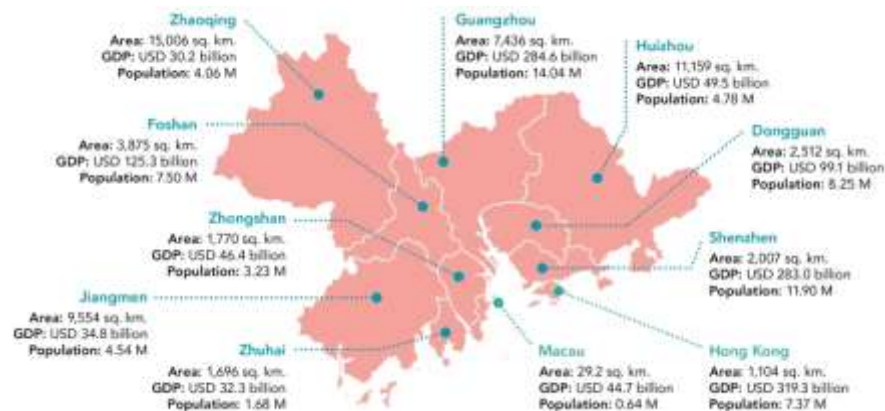 Zhaoqing
Area: 15,006 sq. km.
GDP: USD 30.2 billion
Population: 4.06 M
Guangzhou
Area: 7,436 sq. km.
GDP: USD 284.6 billion
Population: 14.04 M
Huizhou
Area: 11,159 sq. km.
GDP: USD 49.5 billion
Population: 4.78 M
Foshan
Area: 3,875 sq. km.
GDP: USD 125.3 billion
Population: 7.50 M
Dongguan
Area: 2,512 sq. km.
GDP: USD 99.1 billion
Population: 8.25 M
Zhongshan
Area: 1,770 sq. km.
GDP: USD 46.4 billion
Population: 3.23 M
Shenzhen
Area: 2,007 sq. km.
GDP: USD 283.0 billion
Population: 11.90 M
Jiangmen
Area: 9,554 sq. km.
GDP: USD 34.8 billion
Population: 4.54 M
Zhuhai
Area: 1,696 sq. km.
GDP: USD 32.3 billion
Population: 1.68 M
Macau
Area: 29.2 sq. km.
GDP: USD 44.7 billion
Population: 0.64 M
Hong Kong
Area: 1,104 sq. km.
GDP: USD 319.3 billion
Population: 7.37 M